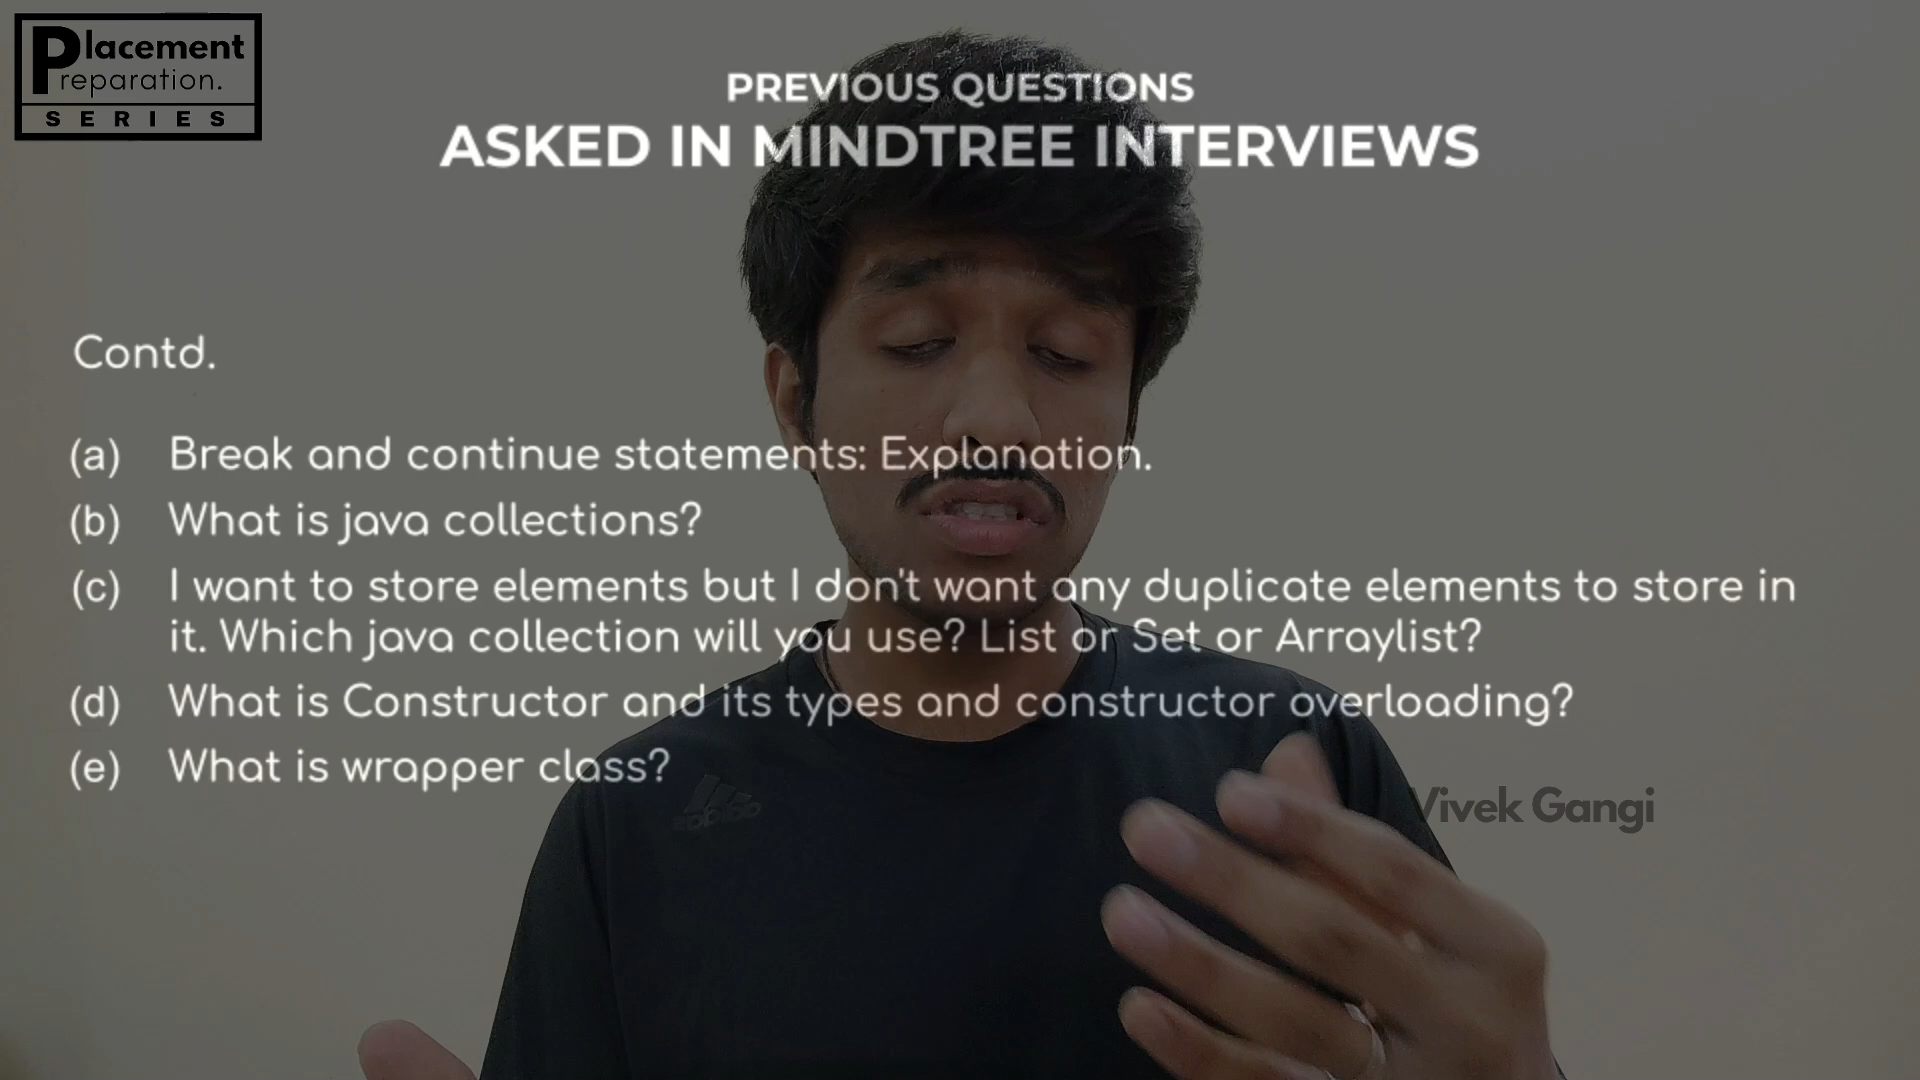 Placement
Preparation.
SERIES
PREVIOUS QUESTIONS
ASKED IN MINDTREE INTERVIEWS
Contd.
(a) Break and continue statements: Explanation.
(b) What is java collections?
(c) I want to store elements but I don't want any duplicate elements to store in
it. Which java collection will you use? List or Set or Arraylist?
(d) What is Constructor and its types and constructor overloading?
(e) What is wrapper class?
adidas
Vivek Gangi